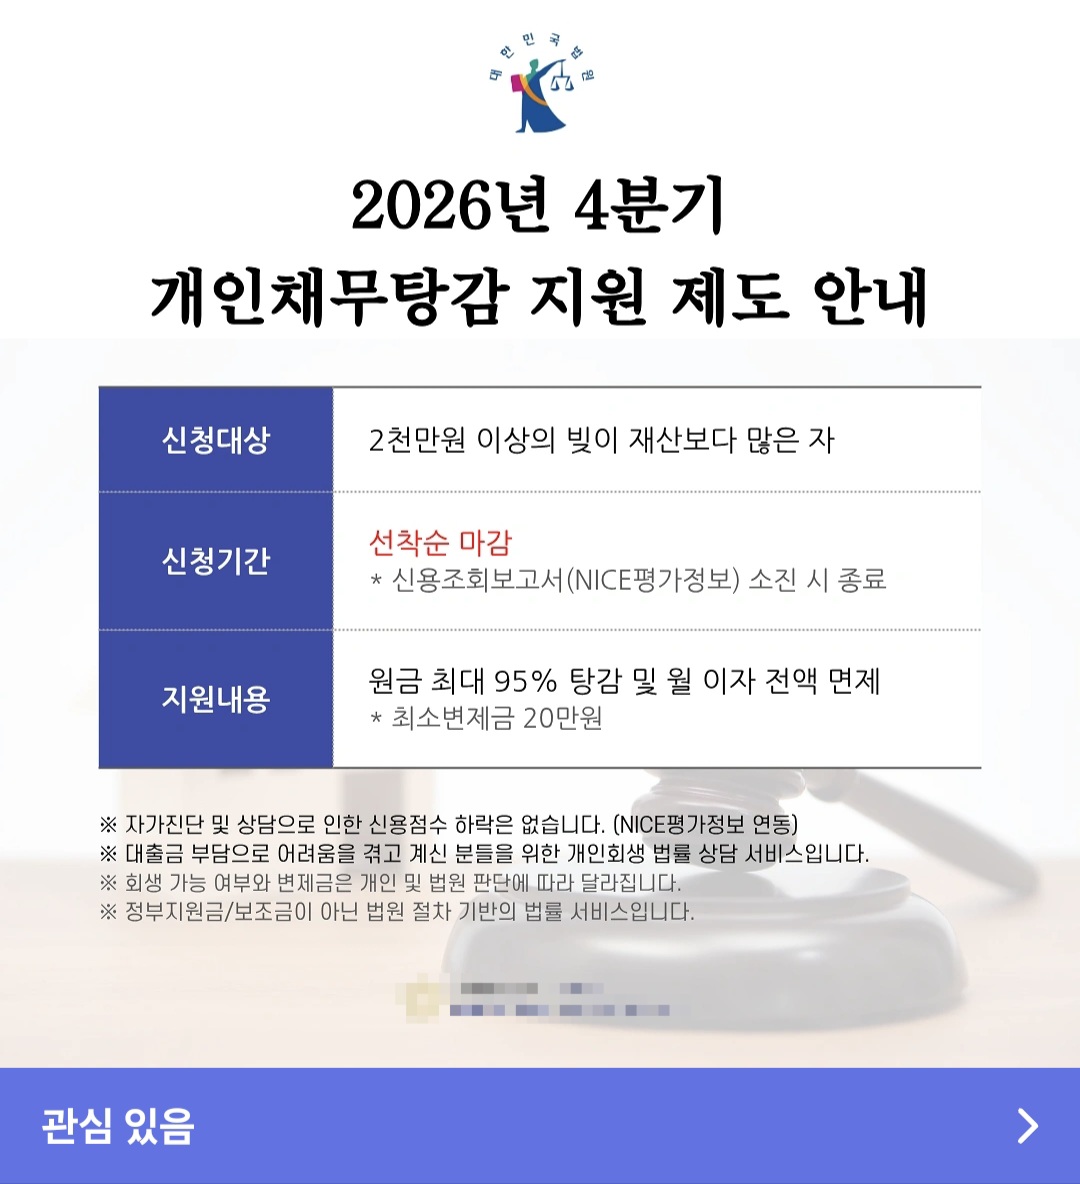 대한민국법원
2026년 4분기
개인채무탕감 지원 제도 안내
신청대상
2천만원 이상의 빚이 재산보다 많은 자
신청기간
선착순 마감
* 신용조회보고서(NICE평가정보) 소진 시 종료
지원내용
원금 최대 95% 탕감 및 월 이자 전액 면제
* 최소변제금 20만원
※ 자가진단 및 상담으로 인한 신용점수 하락은 없습니다. (NICE평가정보 연동)
※ 대출금 부담으로 어려움을 겪고 계신 분들을 위한 개인회생 법률 상담 서비스입니다.
※ 회생 가능 여부와 변제금은 개인 및 법원 판단에 따라 달라집니다.
※ 정부지원금/보조금이 아닌 법원 절차 기반의 법률 서비스입니다.
관심 있음